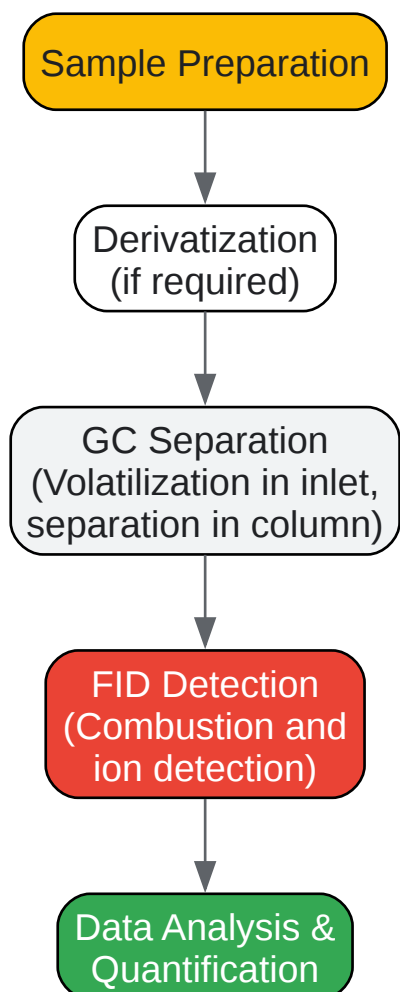 Sample Preparation
Derivatization
(if required)
GC Separation
(Volatilization in inlet,
separation in column)
FID Detection
(Combustion and
ion detection)
Data Analysis &
Quantification